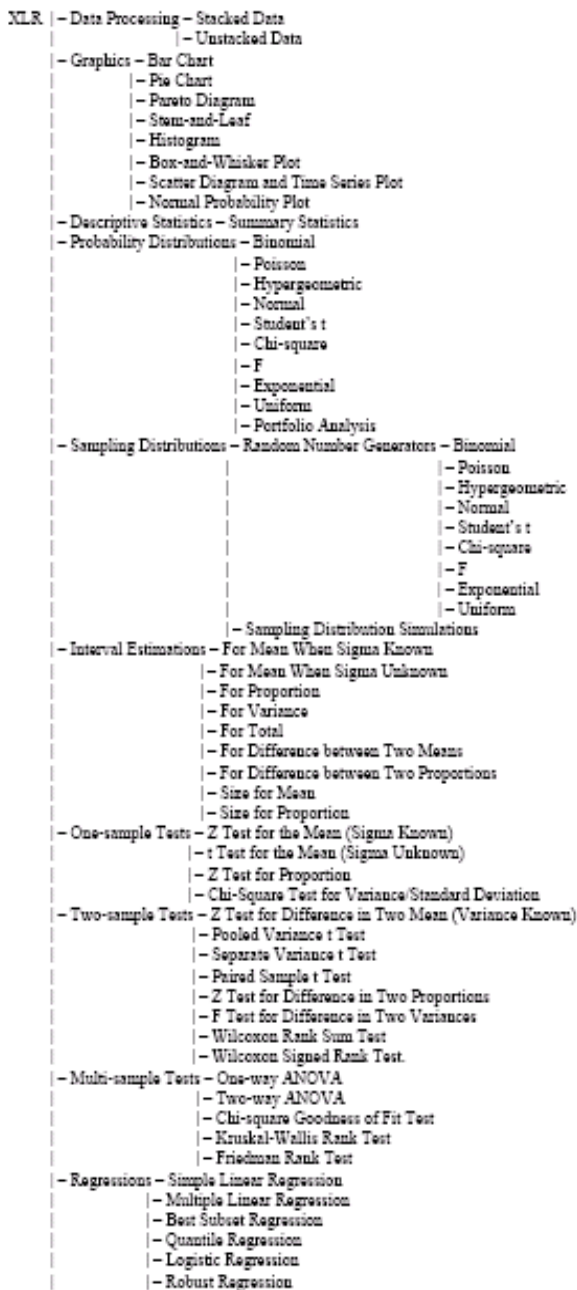 XLR |– Data Processing – Stacked Data
|– Unstacked Data
|– Graphics – Bar Chart
| |– Pie Chart
| |– Pareto Diagram
| |– Stem-and-Leaf
| |– Histogram
| |– Box-and-Whisker Plot
| |– Scatter Diagram and Time Series Plot
| |– Normal Probability Plot
|– Descriptive Statistics – Summary Statistics
|– Probability Distributions – Binomial
| |– Poisson
| |– Hypergeometric
| |– Normal
| |– Student's t
| |– Chi-square
| |– F
| |– Exponential
| |– Uniform
| |– Portfolio Analysis
|– Sampling Distributions – Random Number Generators – Binomial
| | |– Poisson
| | |– Hypergeometric
| | |– Normal
| | |– Student's t
| | |– Chi-square
| | |– F
| | |– Exponential
| | |– Uniform
| |– Sampling Distribution Simulations
|– Interval Estimations – For Mean When Sigma Known
| |– For Mean When Sigma Unknown
| |– For Proportion
| |– For Variance
| |– For Total
| |– For Difference between Two Means
| |– For Difference between Two Proportions
| |– Size for Mean
| |– Size for Proportion
|– One-sample Tests – Z Test for the Mean (Sigma Known)
| |– t Test for the Mean (Sigma Unknown)
| |– Z Test for Proportion
| |– Chi-Square Test for Variance/Standard Deviation
|– Two-sample Tests – Z Test for Difference in Two Mean (Variance Known)
| |– Pooled Variance t Test
| |– Separate Variance t Test
| |– Paired Sample t Test
| |– Z Test for Difference in Two Proportions
| |– F Test for Difference in Two Variances
| |– Wilcoxon Rank Sum Test
| |– Wilcoxon Signed Rank Test.
|– Multi-sample Tests – One-way ANOVA
| |– Two-way ANOVA
| |– Chi-square Goodness of Fit Test
| |– Kruskal-Wallis Rank Test
| |– Friedman Rank Test
|– Regressions – Simple Linear Regression
| |– Multiple Linear Regression
| |– Best Subset Regression
| |– Quantile Regression
| |– Logistic Regression
| |– Robust Regression